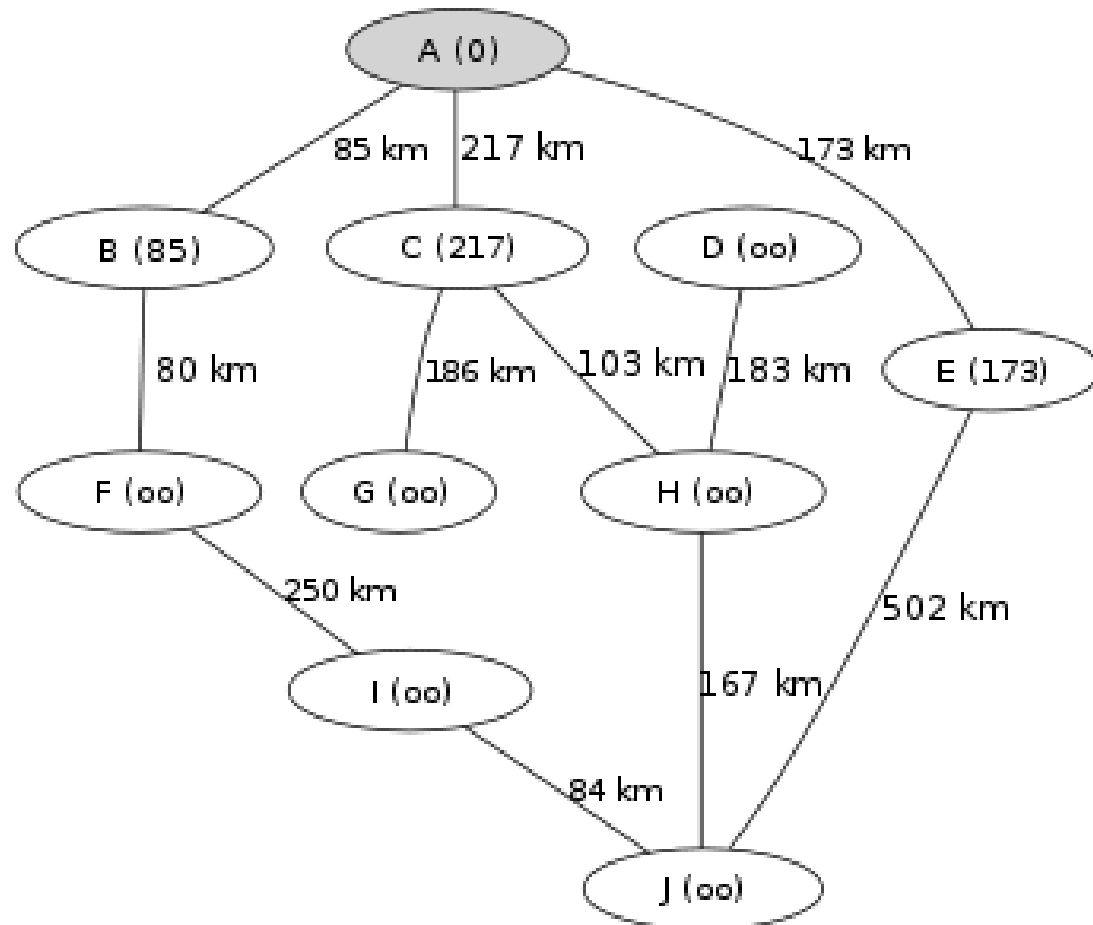 A (0)
85 km
217 km
173 km
B (85)
C (217)
D (oo)
80 km
186 km
103 km
183 km
E (173)
F (oo)
G (oo)
H (oo)
250 km
502 km
I (oo)
167 km
84 km
J (oo)